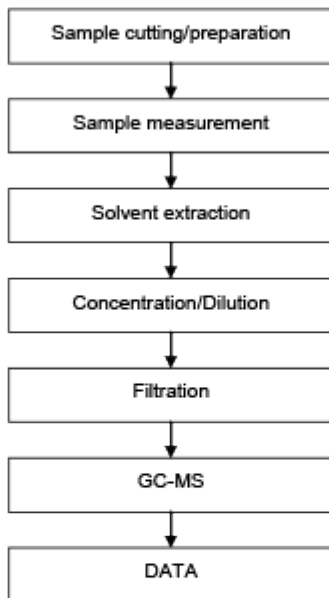 Sample cutting/preparation
Sample measurement
Solvent extraction
Concentration/Dilution
Filtration
GC-MS
DATA